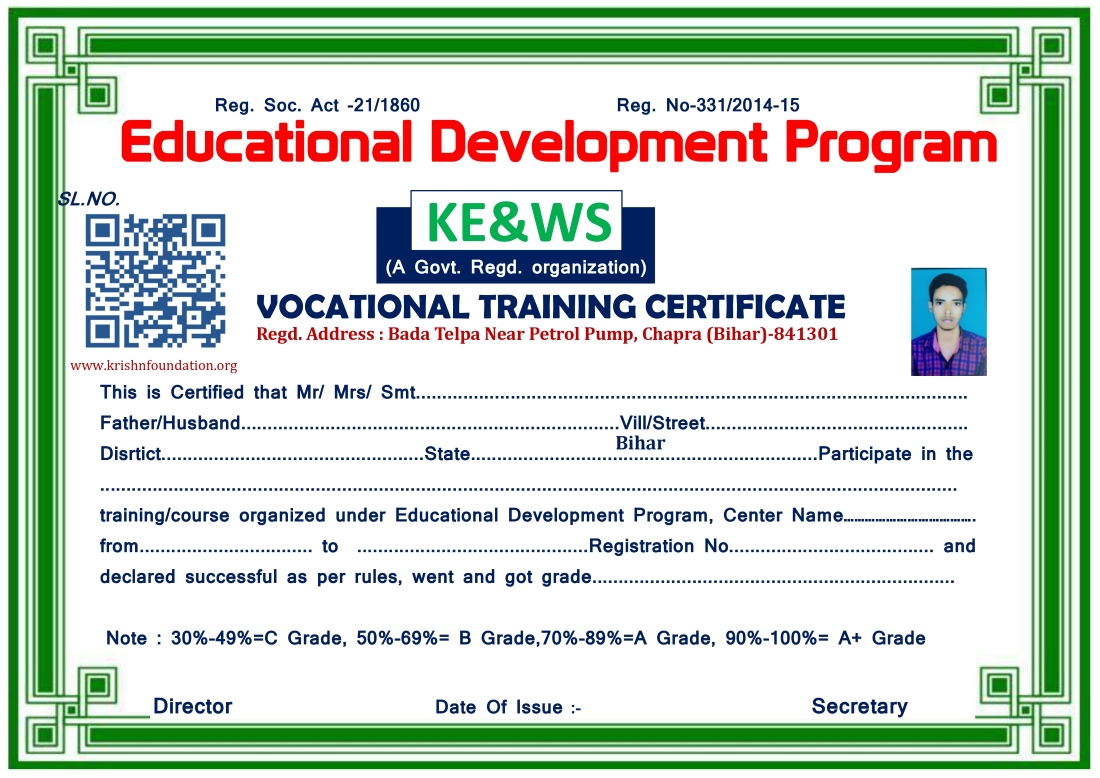 Reg. Soc. Act -21/1860 Reg. No-331/2014-15
Educational Development Program
SL.NO.
KE&WS
(A Govt. Regd. organization)
VOCATIONAL TRAINING CERTIFICATE
Regd. Address : Bada Telpa Near Petrol Pump, Chapra (Bihar)-841301
www.krishnfoundation.org
This is Certified that Mr/ Mrs/ Smt..........................................................................................................
Father/Husband.........................................................................Vill/Street..................................................
Bihar
Disrtict..................................................State..................................................................Participate in the
....................................................................................................................................................................
training/course organized under Educational Development Program, Center Name....................................
from................................. to ............................................Registration No....................................... and
declared successful as per rules, went and got grade.....................................................................
Note : 30%-49%=C Grade, 50%-69%= B Grade,70%-89%=A Grade, 90%-100%= A+ Grade
Director Date Of Issue :- Secretary